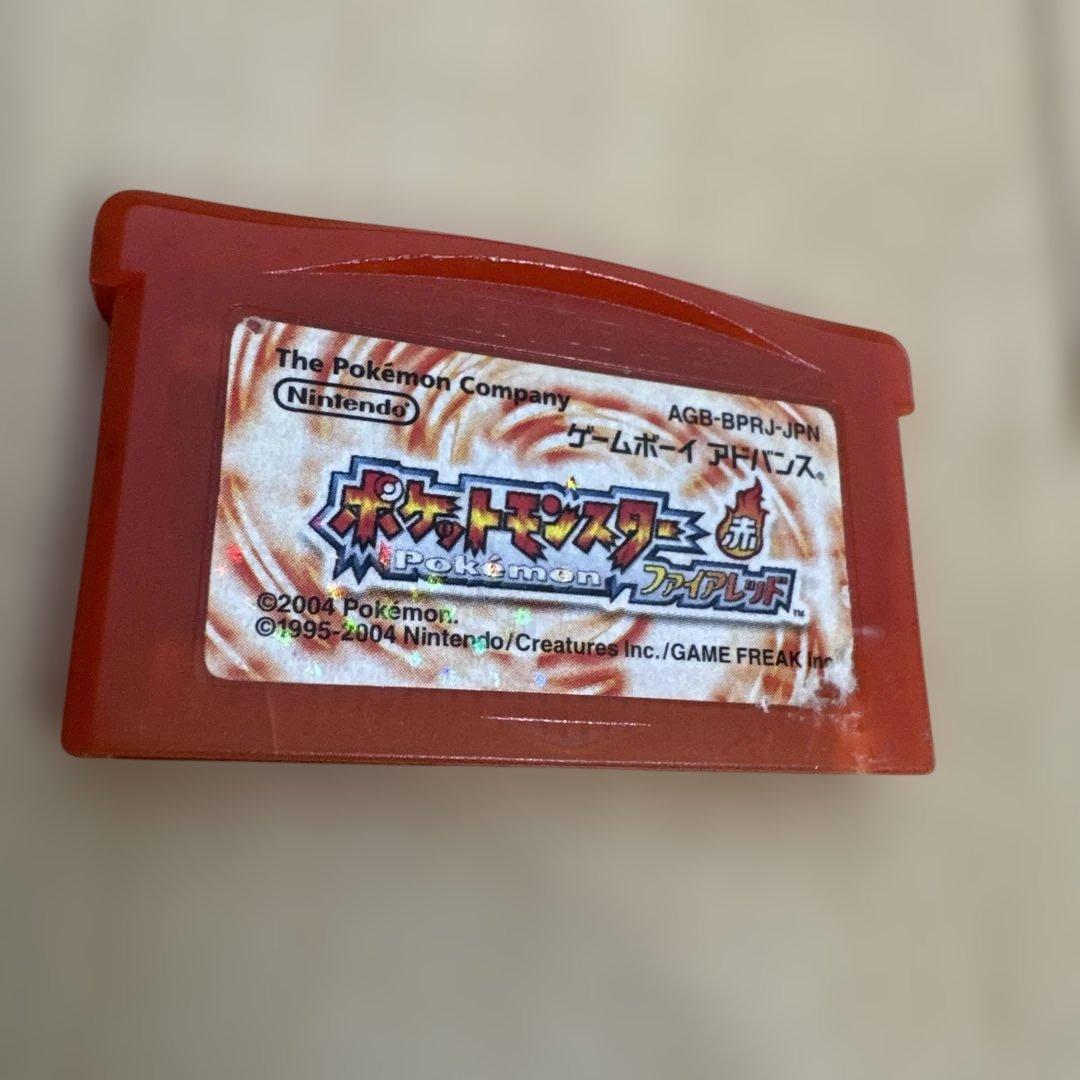 The Pokémon Company
Nintendo
AGB-BPRJ-JPN
ゲームボーイ アドバンス®
ポケットモンスター
赤
Pokémon
ファイアレッド
™
©2004 Pokémon.
©1995-2004 Nintendo/Creatures Inc./GAME FREAK Inc